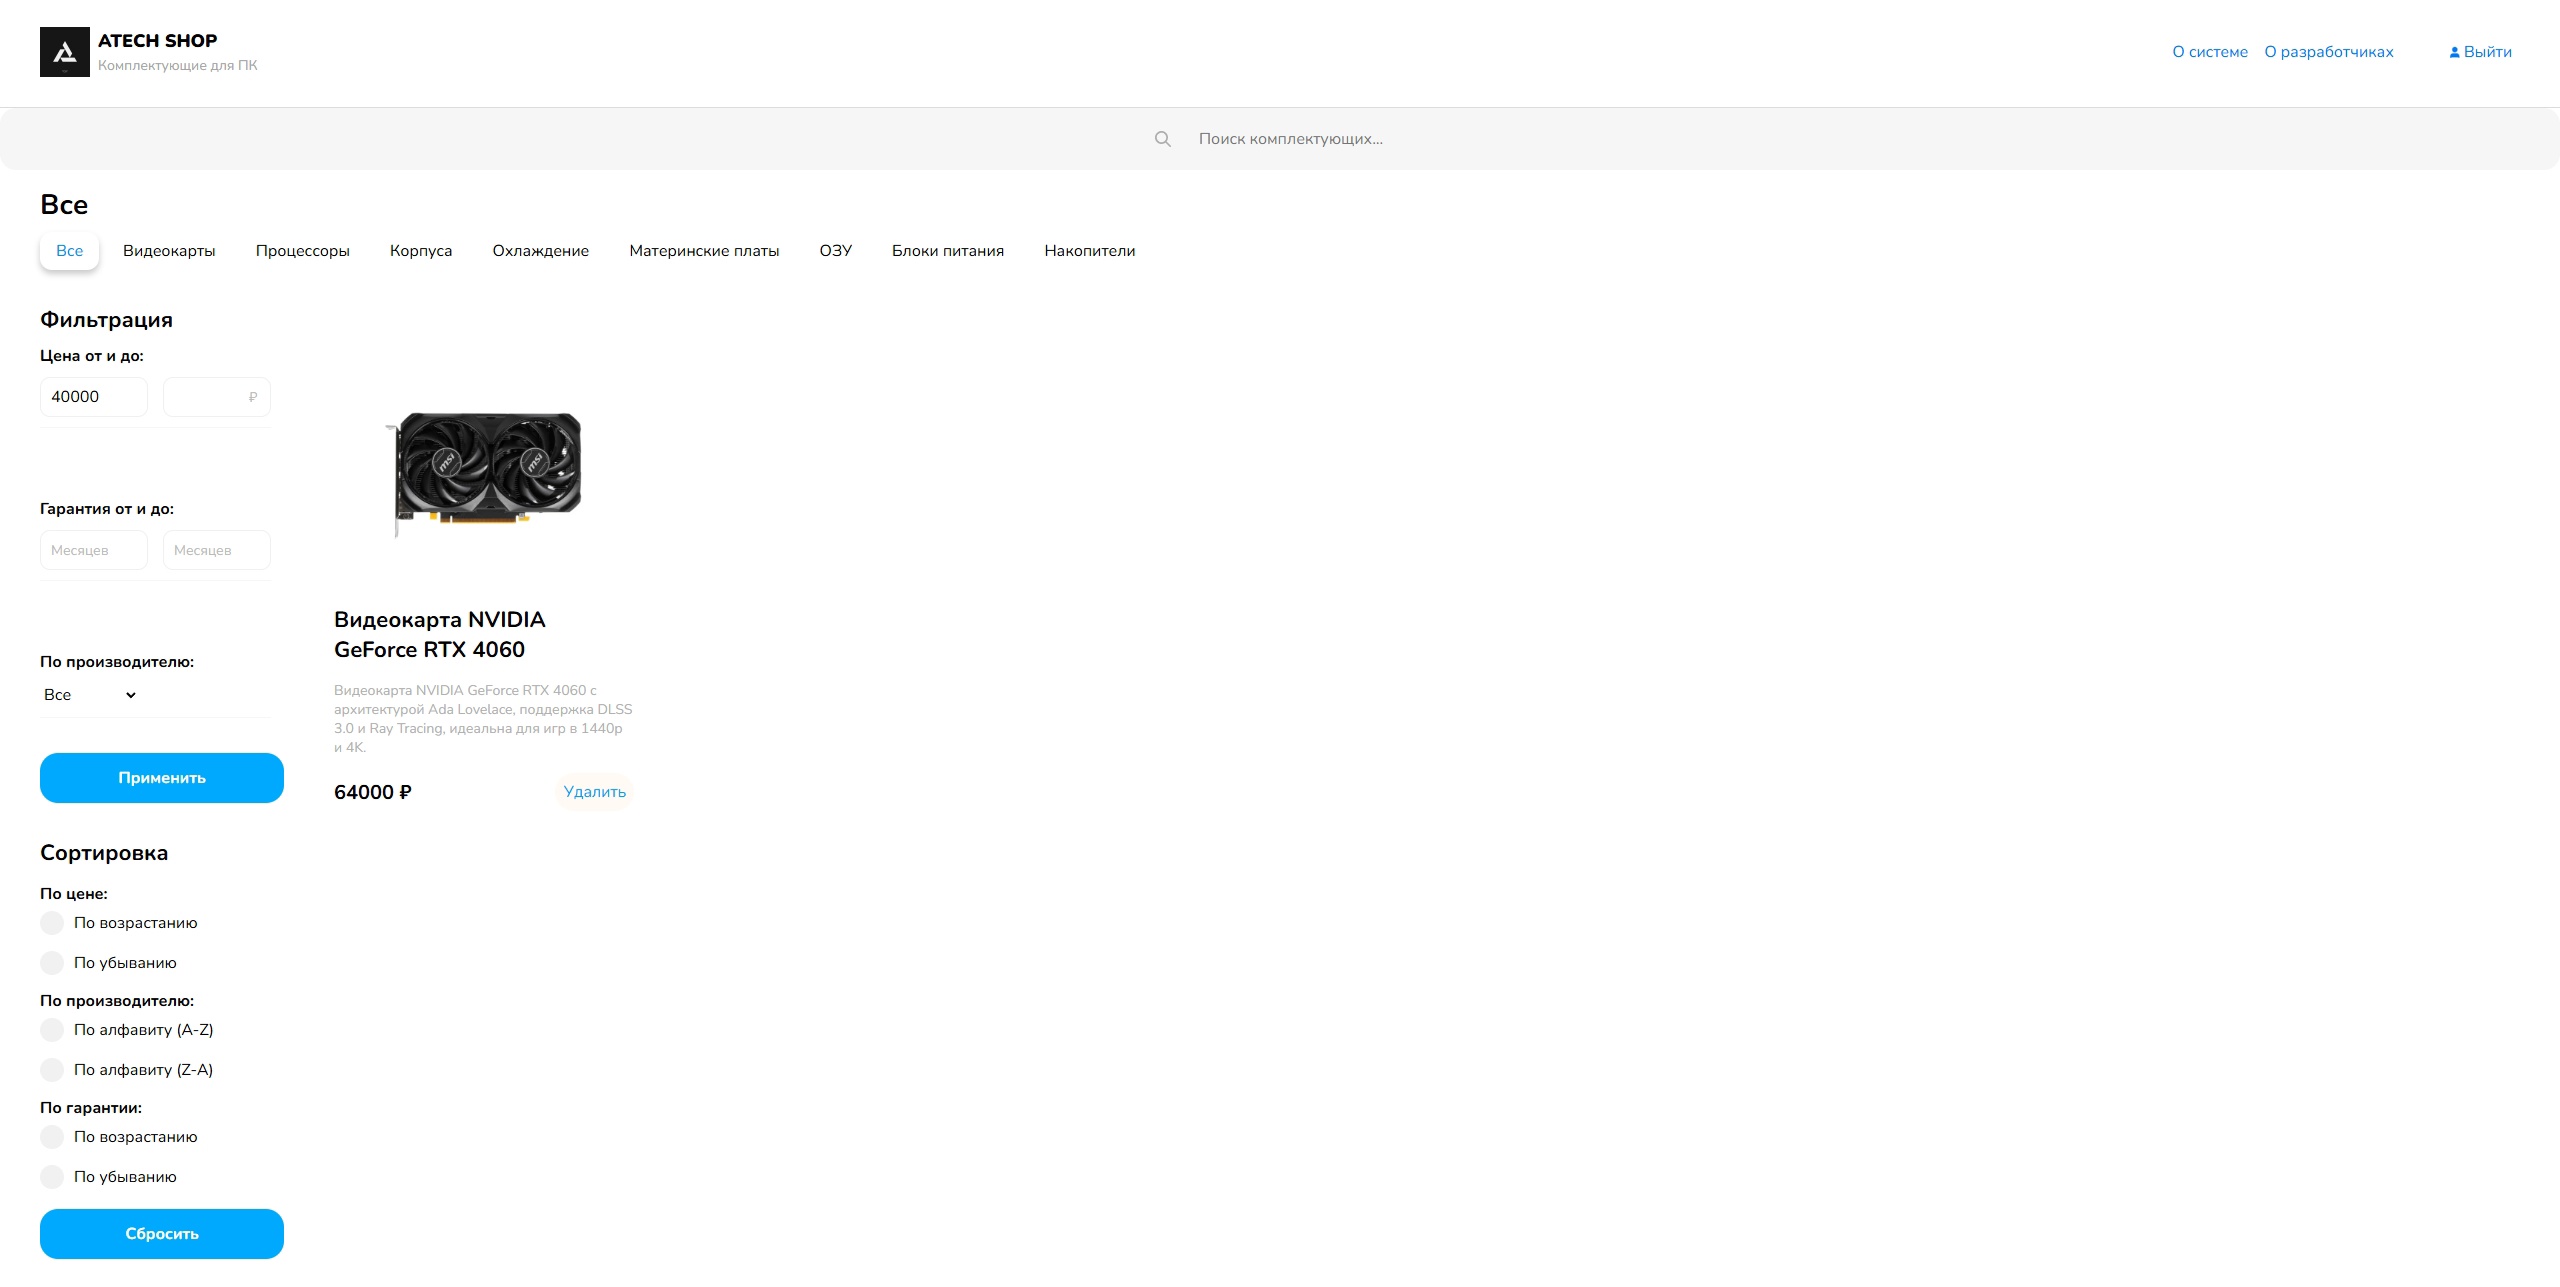 ATECH SHOP
Комплектующие для ПК
О системе
О разработчиках
Выйти
Поиск комплектующих...
Все
Все
Видеокарты
Процессоры
Корпуса
Охлаждение
Материнские платы
ОЗУ
Блоки питания
Накопители
Фильтрация
Цена от и до:
40000
₽
Гарантия от и до:
Месяцев
Месяцев
По производителю:
Все
Применить
Сортировка
По цене:
По возрастанию
По убыванию
По производителю:
По алфавиту (A-Z)
По алфавиту (Z-A)
По гарантии:
По возрастанию
По убыванию
Сбросить
msi
msi
Видеокарта NVIDIA
GeForce RTX 4060
Видеокарта NVIDIA GeForce RTX 4060 с
архитектурой Ada Lovelace, поддержка DLSS
3.0 и Ray Tracing, идеальна для игр в 1440p
и 4K.
64000 ₽
Удалить